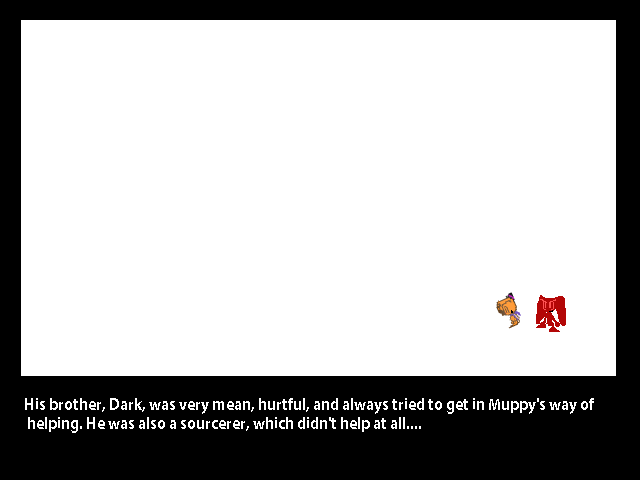 His brother, Dark, was very mean, hurtful, and always tried to get in Muppy's way of
helping. He was also a sourcerer, which didn't help at all....